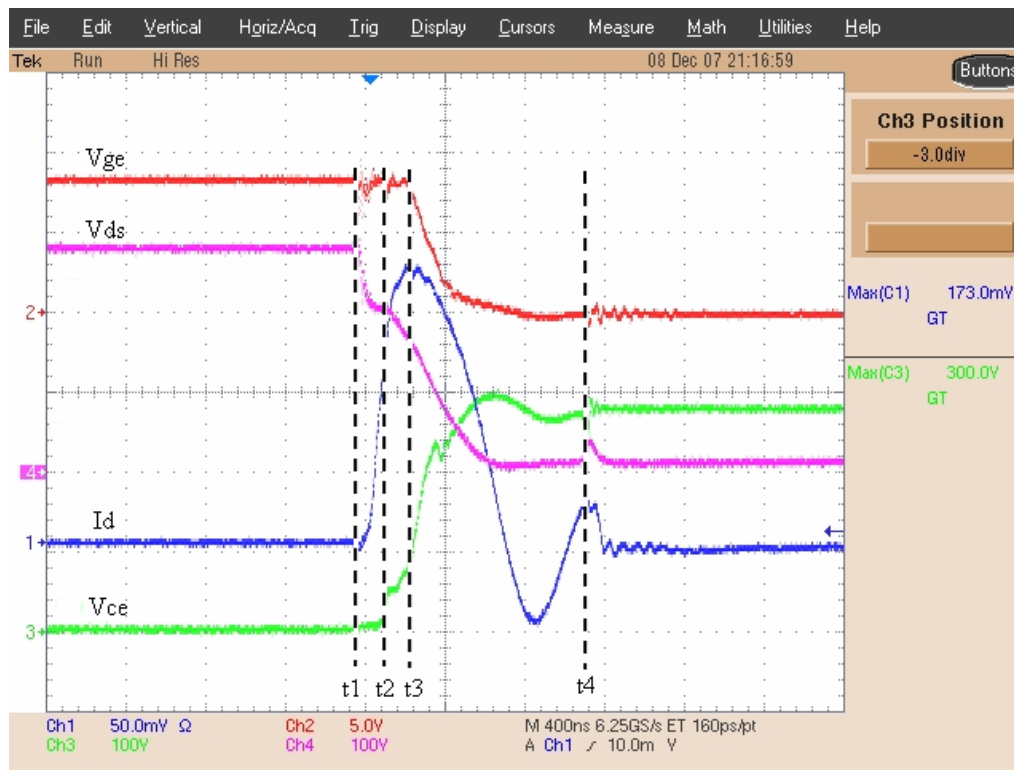 File Edit Vertical Horiz/Acq Trig Display Cursors Measure Math Utilities Help
Tek Run Hi Res 08 Dec 07 21:16:59
Buttons
Ch3 Position
-3.0div
Vge
Vds
2
Max(C1) 173.0mV
GT
Max(C3) 300.0V
GT
4
Id
1
Vce
3
t1 t2 t3 t4
Ch1 50.0mV Ω Ch2 5.0V M 400ns 6.25GS/s ET 160ps/pt
Ch3 100V Ch4 100V A Ch1 10.0m V